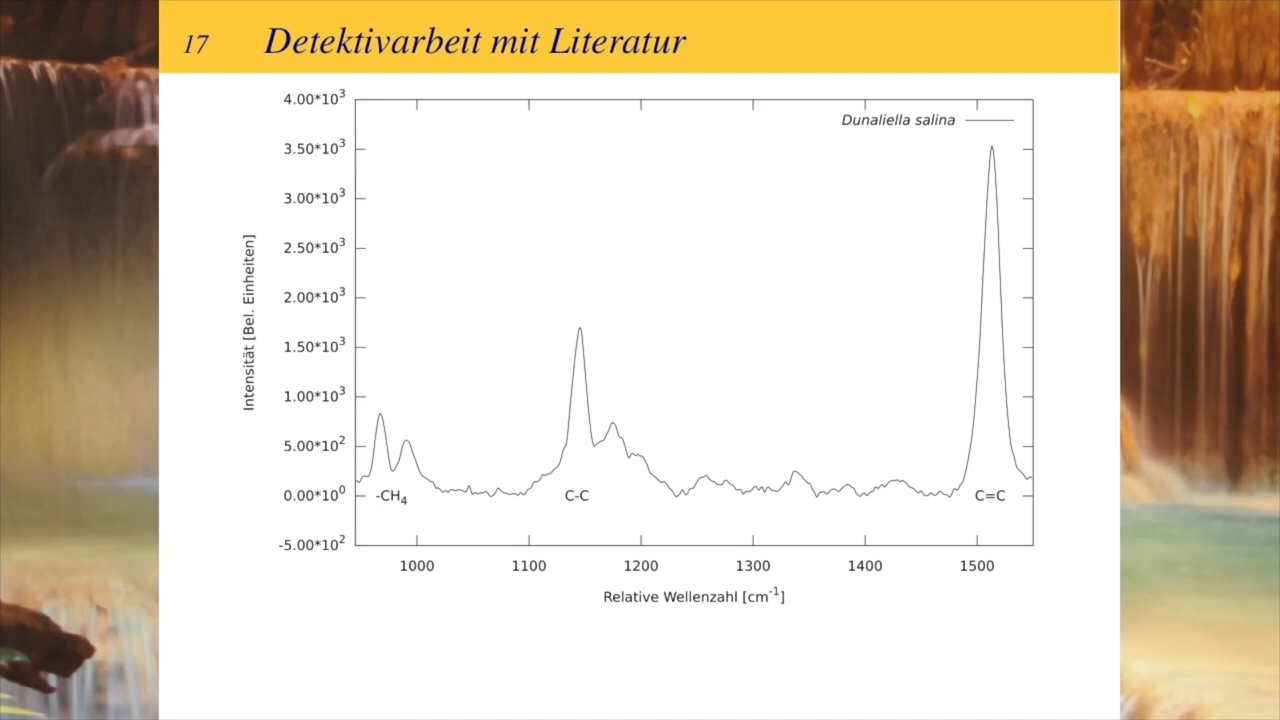 17 Detektivarbeit mit Literatur
4.00*10³
Dunaliella salina
3.50*10³
3.00*10³
2.50*10³
2.00*10³
1.50*10³
1.00*10³
5.00*10²
0.00*10⁰
-5.00*10²
Intensität [Bel. Einheiten]
-CH₄ C-C C=C
1000 1100 1200 1300 1400 1500
Relative Wellenzahl [cm⁻¹]